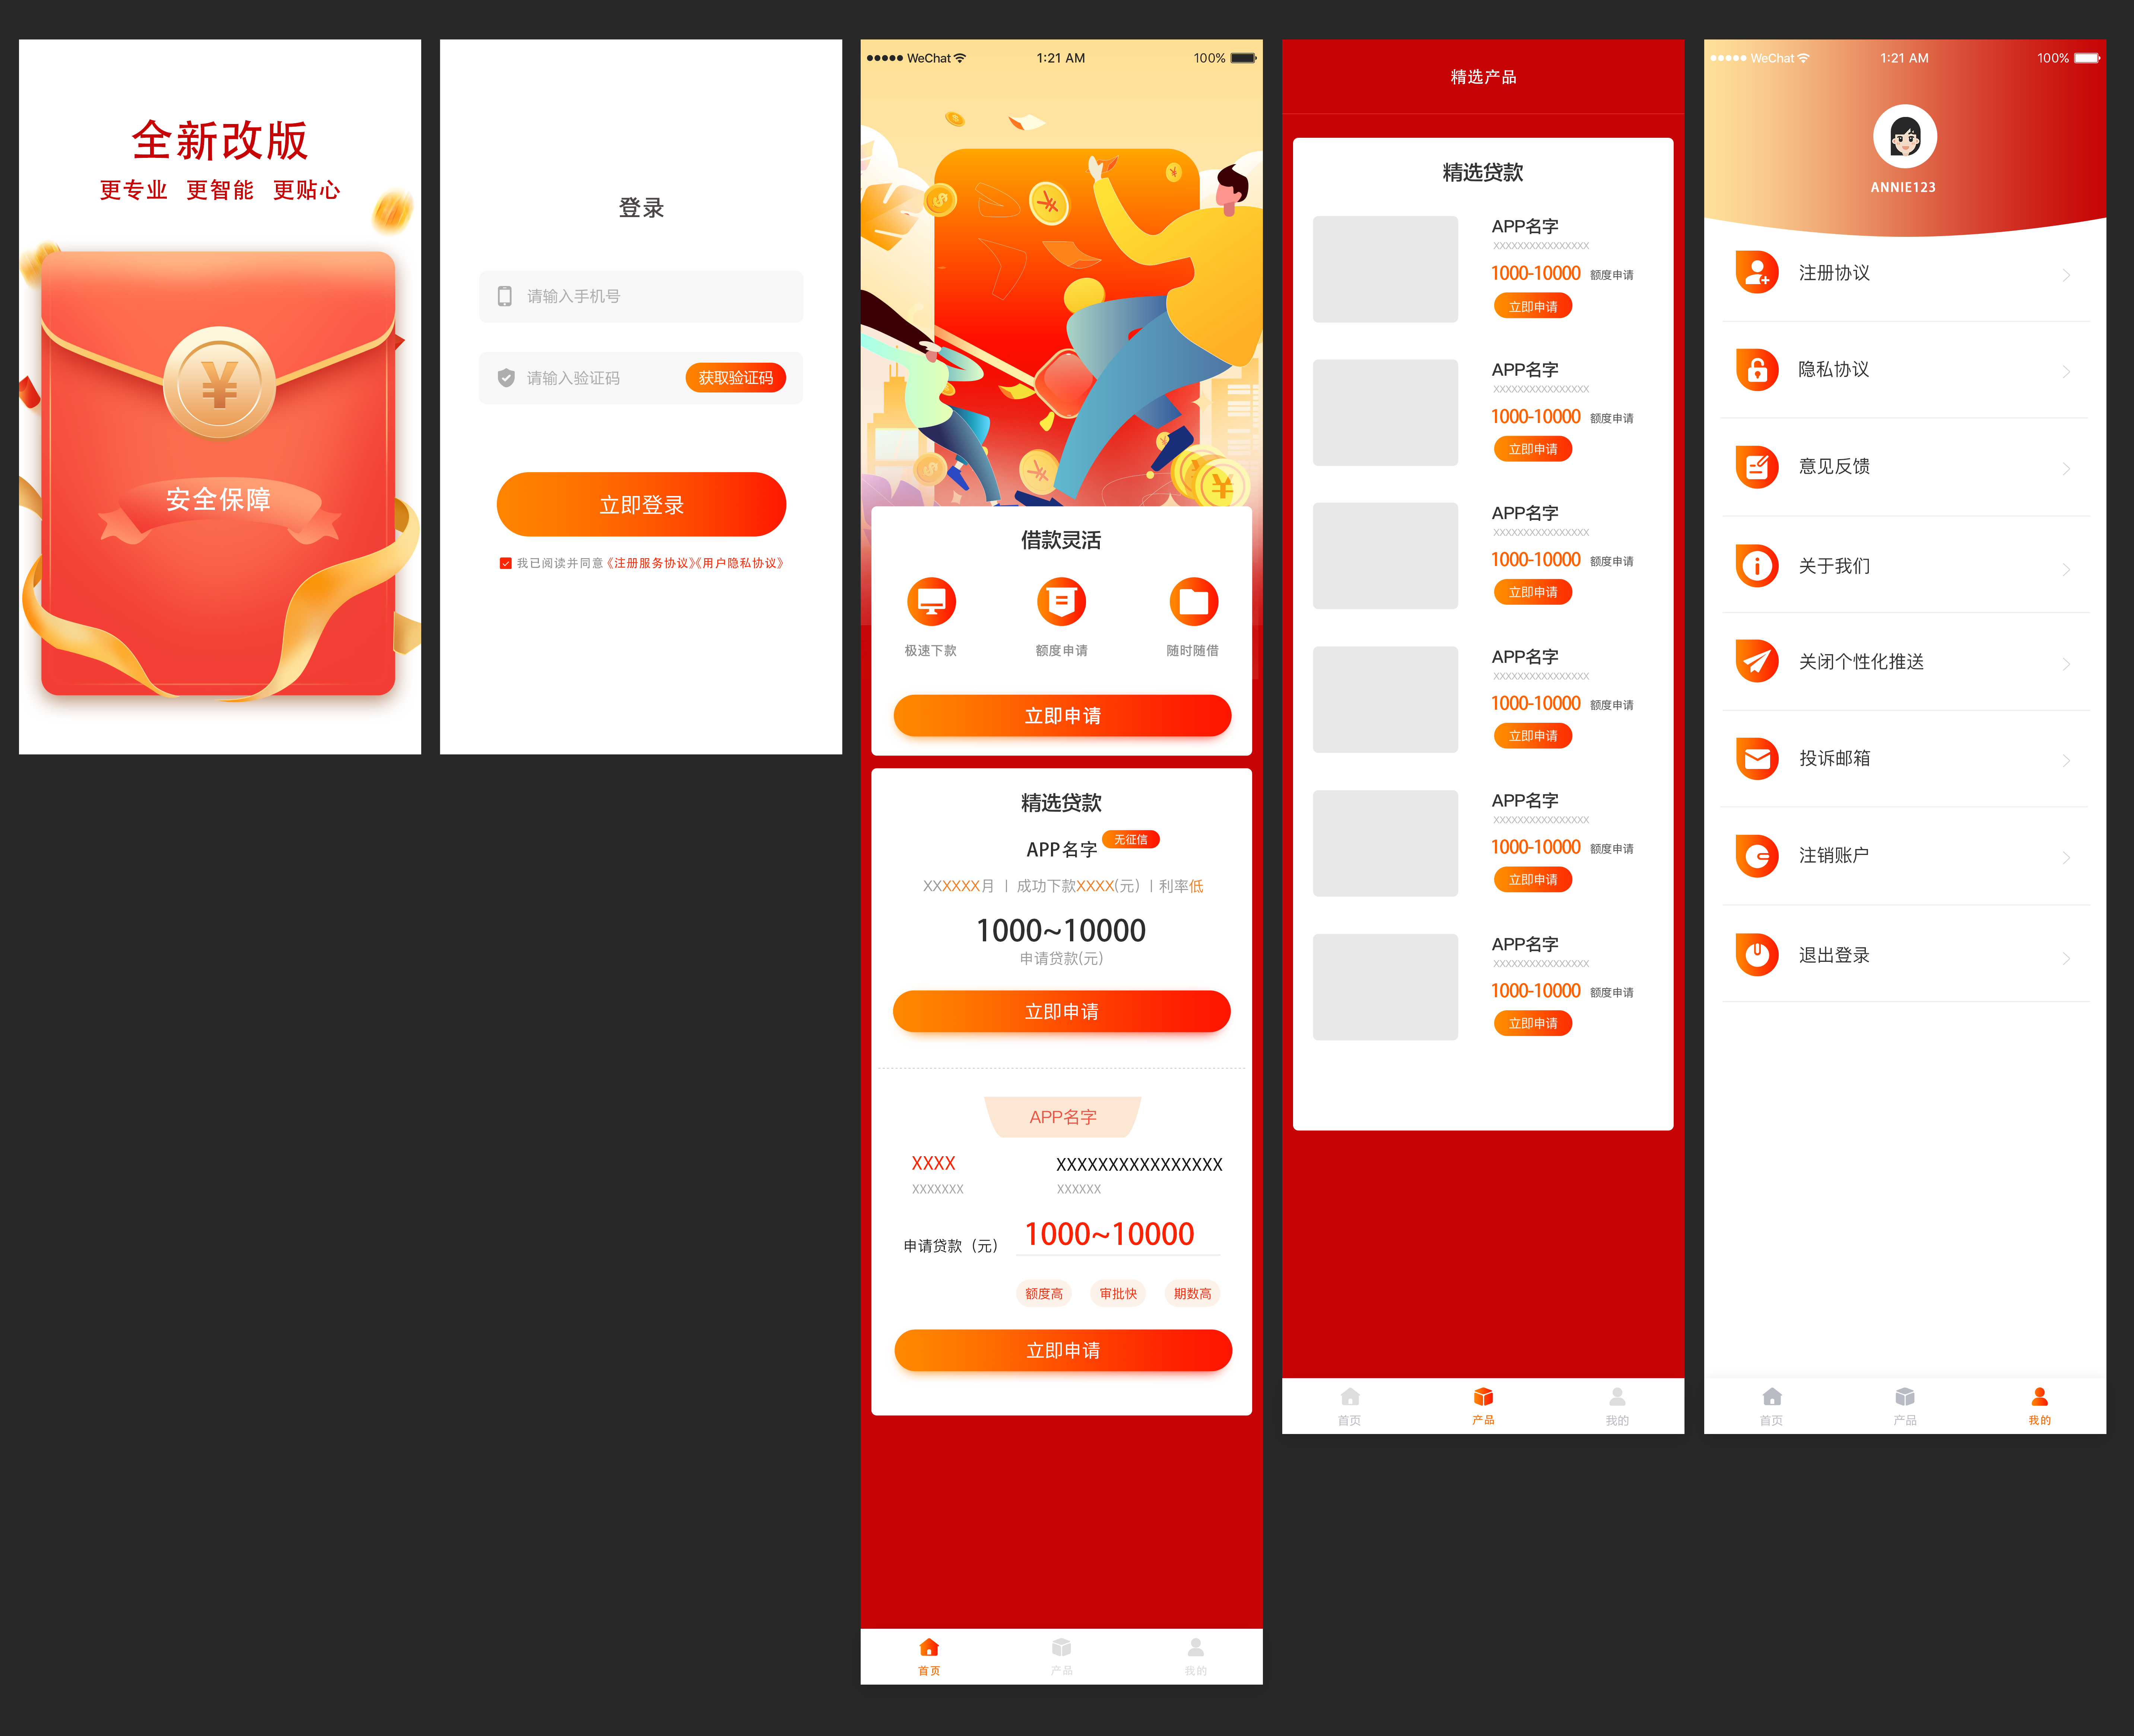 全新改版
更专业 更智能 更贴心
安全保障
登录
请输入手机号
请输入验证码 获取验证码
立即登录
我已阅读并同意《注册服务协议》《用户隐私协议》
WeChat 1:21 AM 100%
借款灵活
极速下款 额度申请 随时随借
立即申请
精选贷款
APP名字 无征信
XXXXXX月 | 成功下款XXXX(元) | 利率低
1000~10000
申请贷款(元)
立即申请
APP名字
XXXX XXXXXXXXXXXXXXXX
XXXXXXX XXXXXX
申请贷款（元） 1000~10000
额度高 审批快 期数高
立即申请
首页 产品 我的
精选产品
精选贷款
APP名字
XXXXXXXXXXXXXXXX
1000-10000 额度申请
立即申请
APP名字
XXXXXXXXXXXXXXXX
1000-10000 额度申请
立即申请
APP名字
XXXXXXXXXXXXXXXX
1000-10000 额度申请
立即申请
APP名字
XXXXXXXXXXXXXXXX
1000-10000 额度申请
立即申请
APP名字
XXXXXXXXXXXXXXXX
1000-10000 额度申请
立即申请
APP名字
XXXXXXXXXXXXXXXX
1000-10000 额度申请
立即申请
首页 产品 我的
WeChat 1:21 AM 100%
ANNIE123
注册协议
隐私协议
意见反馈
关于我们
关闭个性化推送
投诉邮箱
注销账户
退出登录
首页 产品 我的